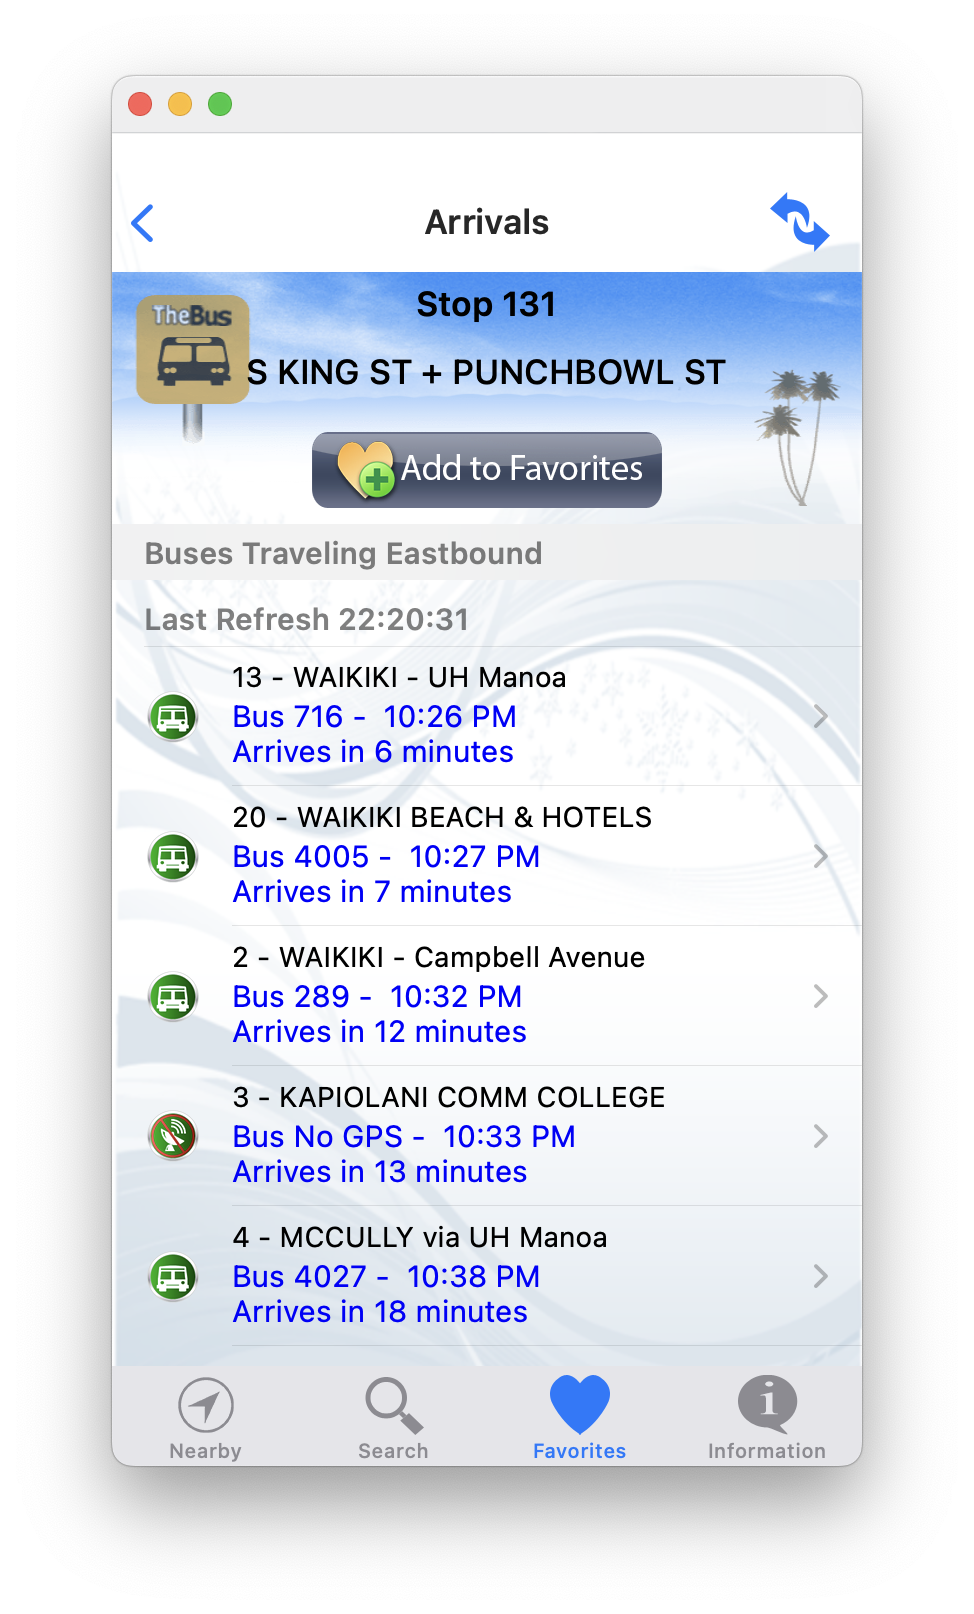 Arrivals
TheBus
Stop 131
S KING ST + PUNCHBOWL ST
Add to Favorites
Buses Traveling Eastbound
Last Refresh 22:20:31
13 - WAIKIKI - UH Manoa
Bus 716 -  10:26 PM
Arrives in 6 minutes
20 - WAIKIKI BEACH & HOTELS
Bus 4005 -  10:27 PM
Arrives in 7 minutes
2 - WAIKIKI - Campbell Avenue
Bus 289 -  10:32 PM
Arrives in 12 minutes
3 - KAPIOLANI COMM COLLEGE
Bus No GPS -  10:33 PM
Arrives in 13 minutes
4 - MCCULLY via UH Manoa
Bus 4027 -  10:38 PM
Arrives in 18 minutes
Nearby
Search
Favorites
Information